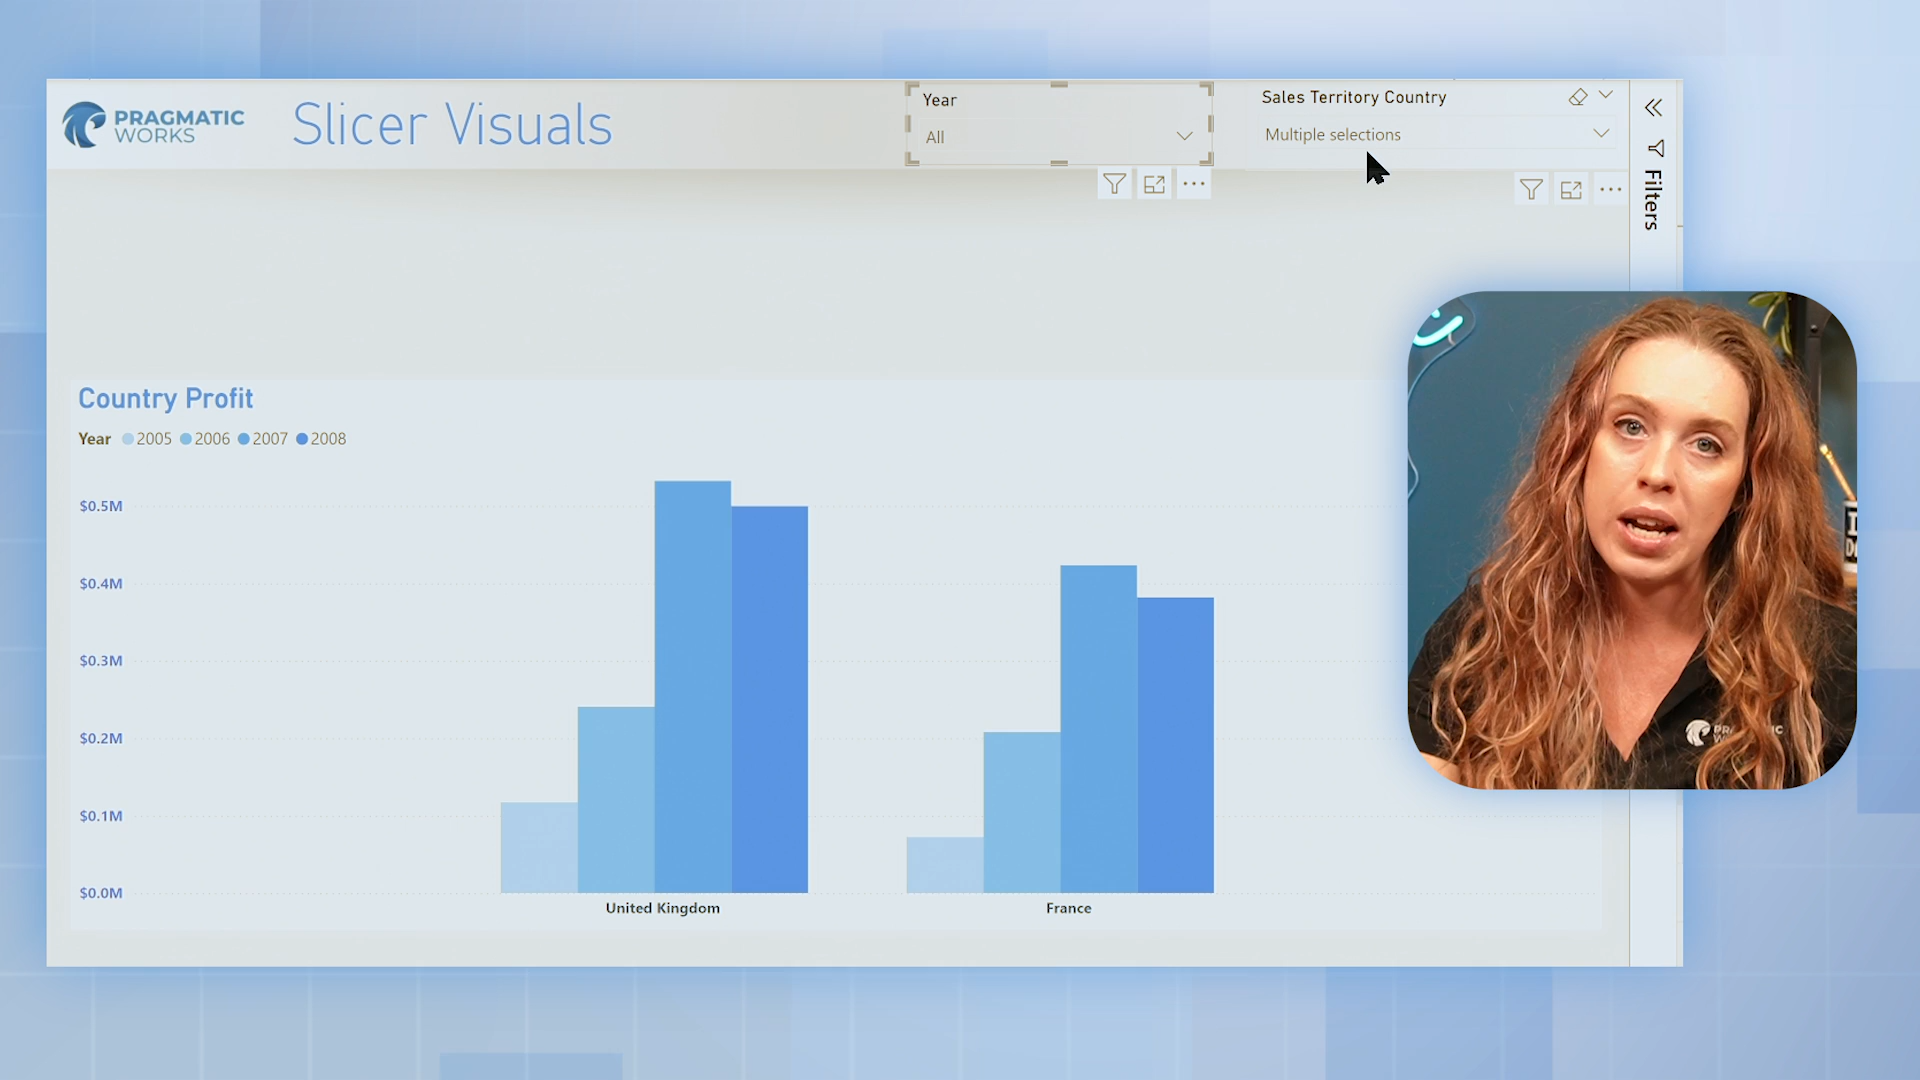 PRAGMATIC
WORKS
Slicer Visuals
Year
All
Sales Territory Country
Multiple selections
Filters
Country Profit
Year 2005 2006 2007 2008
$0.5M
$0.4M
$0.3M
$0.2M
$0.1M
$0.0M
United Kingdom
France